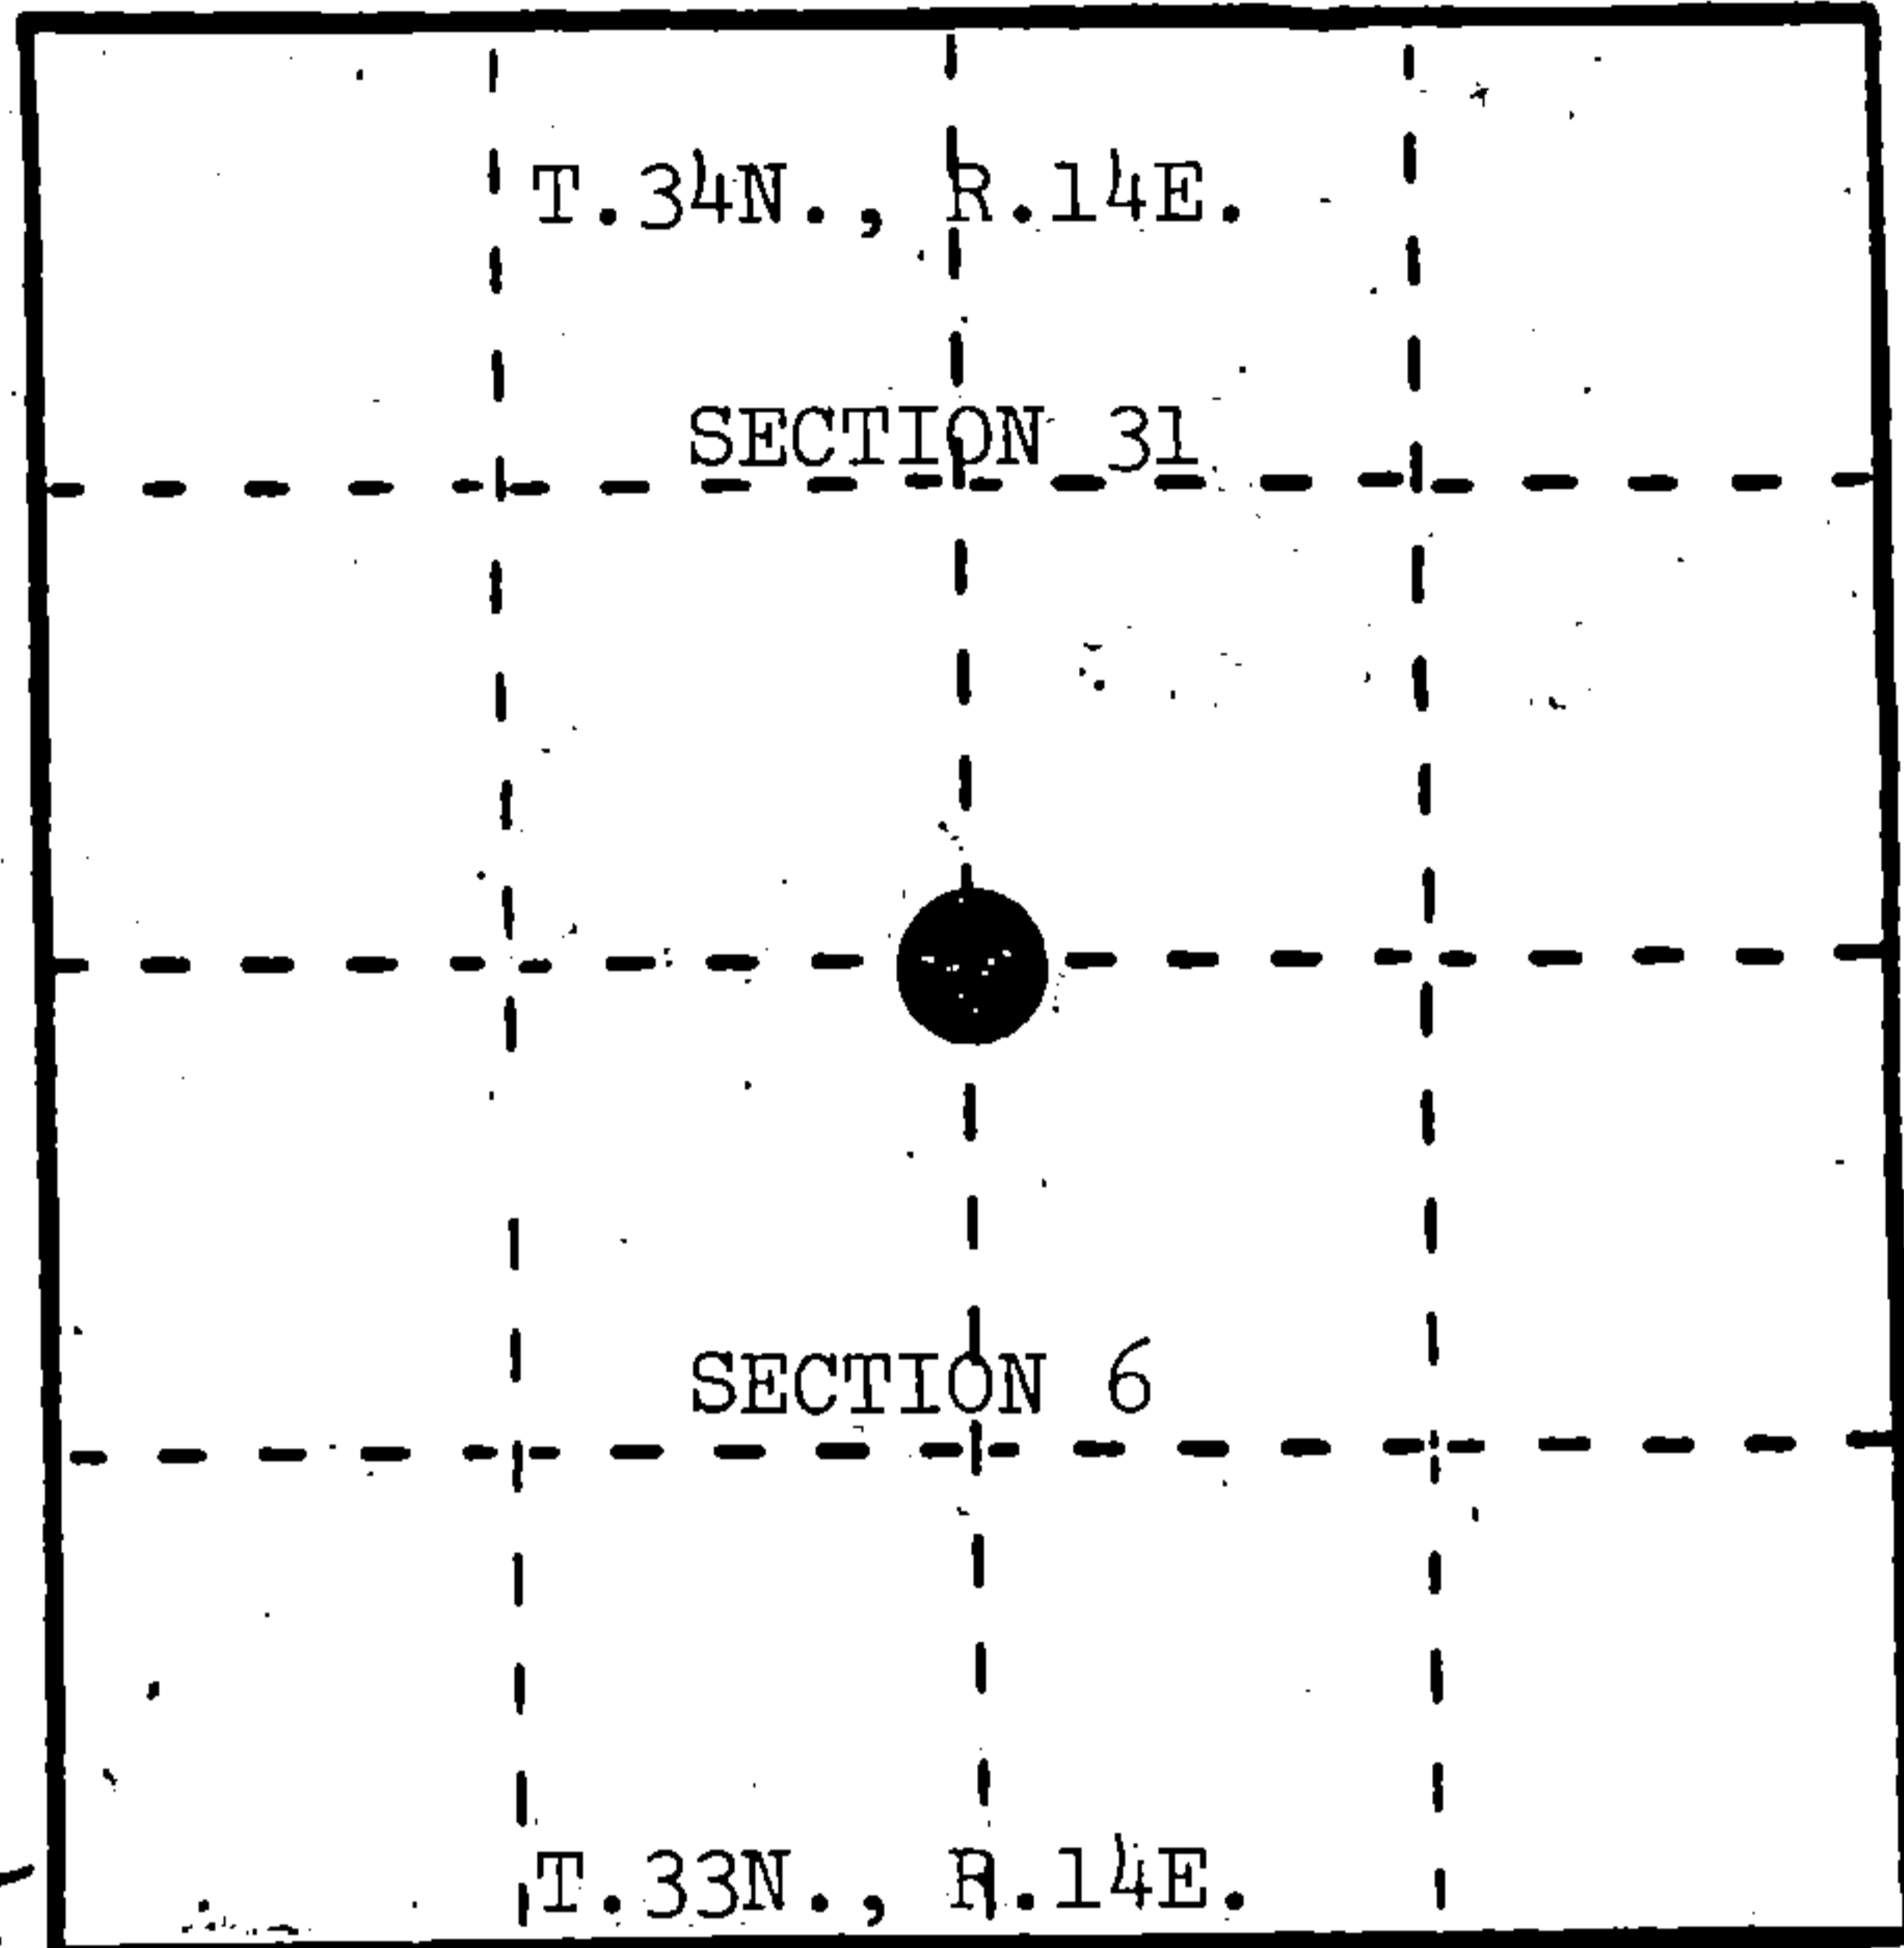 T.34N., R.14E.
SECTION 31
SECTION 6
T.33N., R.14E.